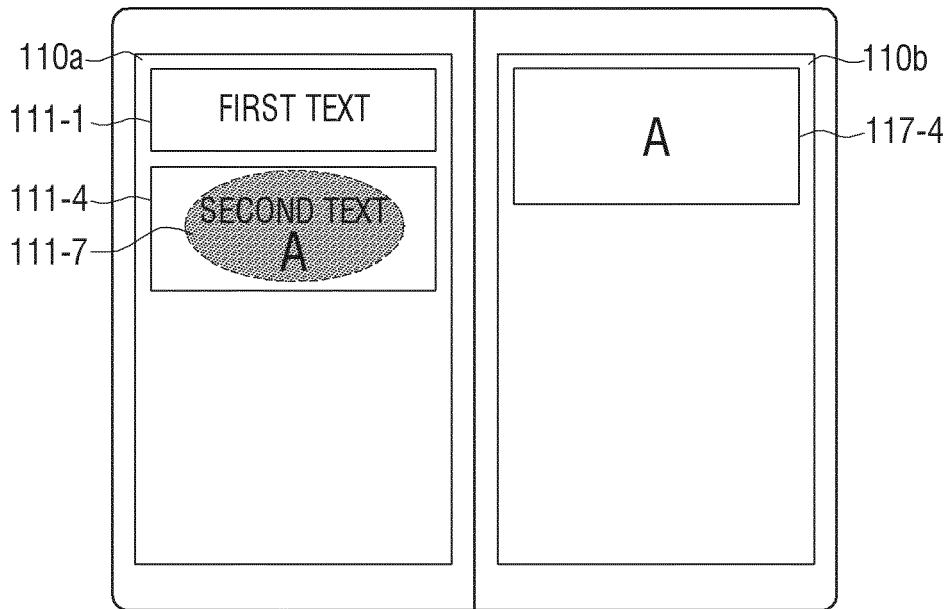 110a
110b
111-1
FIRST TEXT
A
117-4
111-4
SECOND TEXT
111-7
A